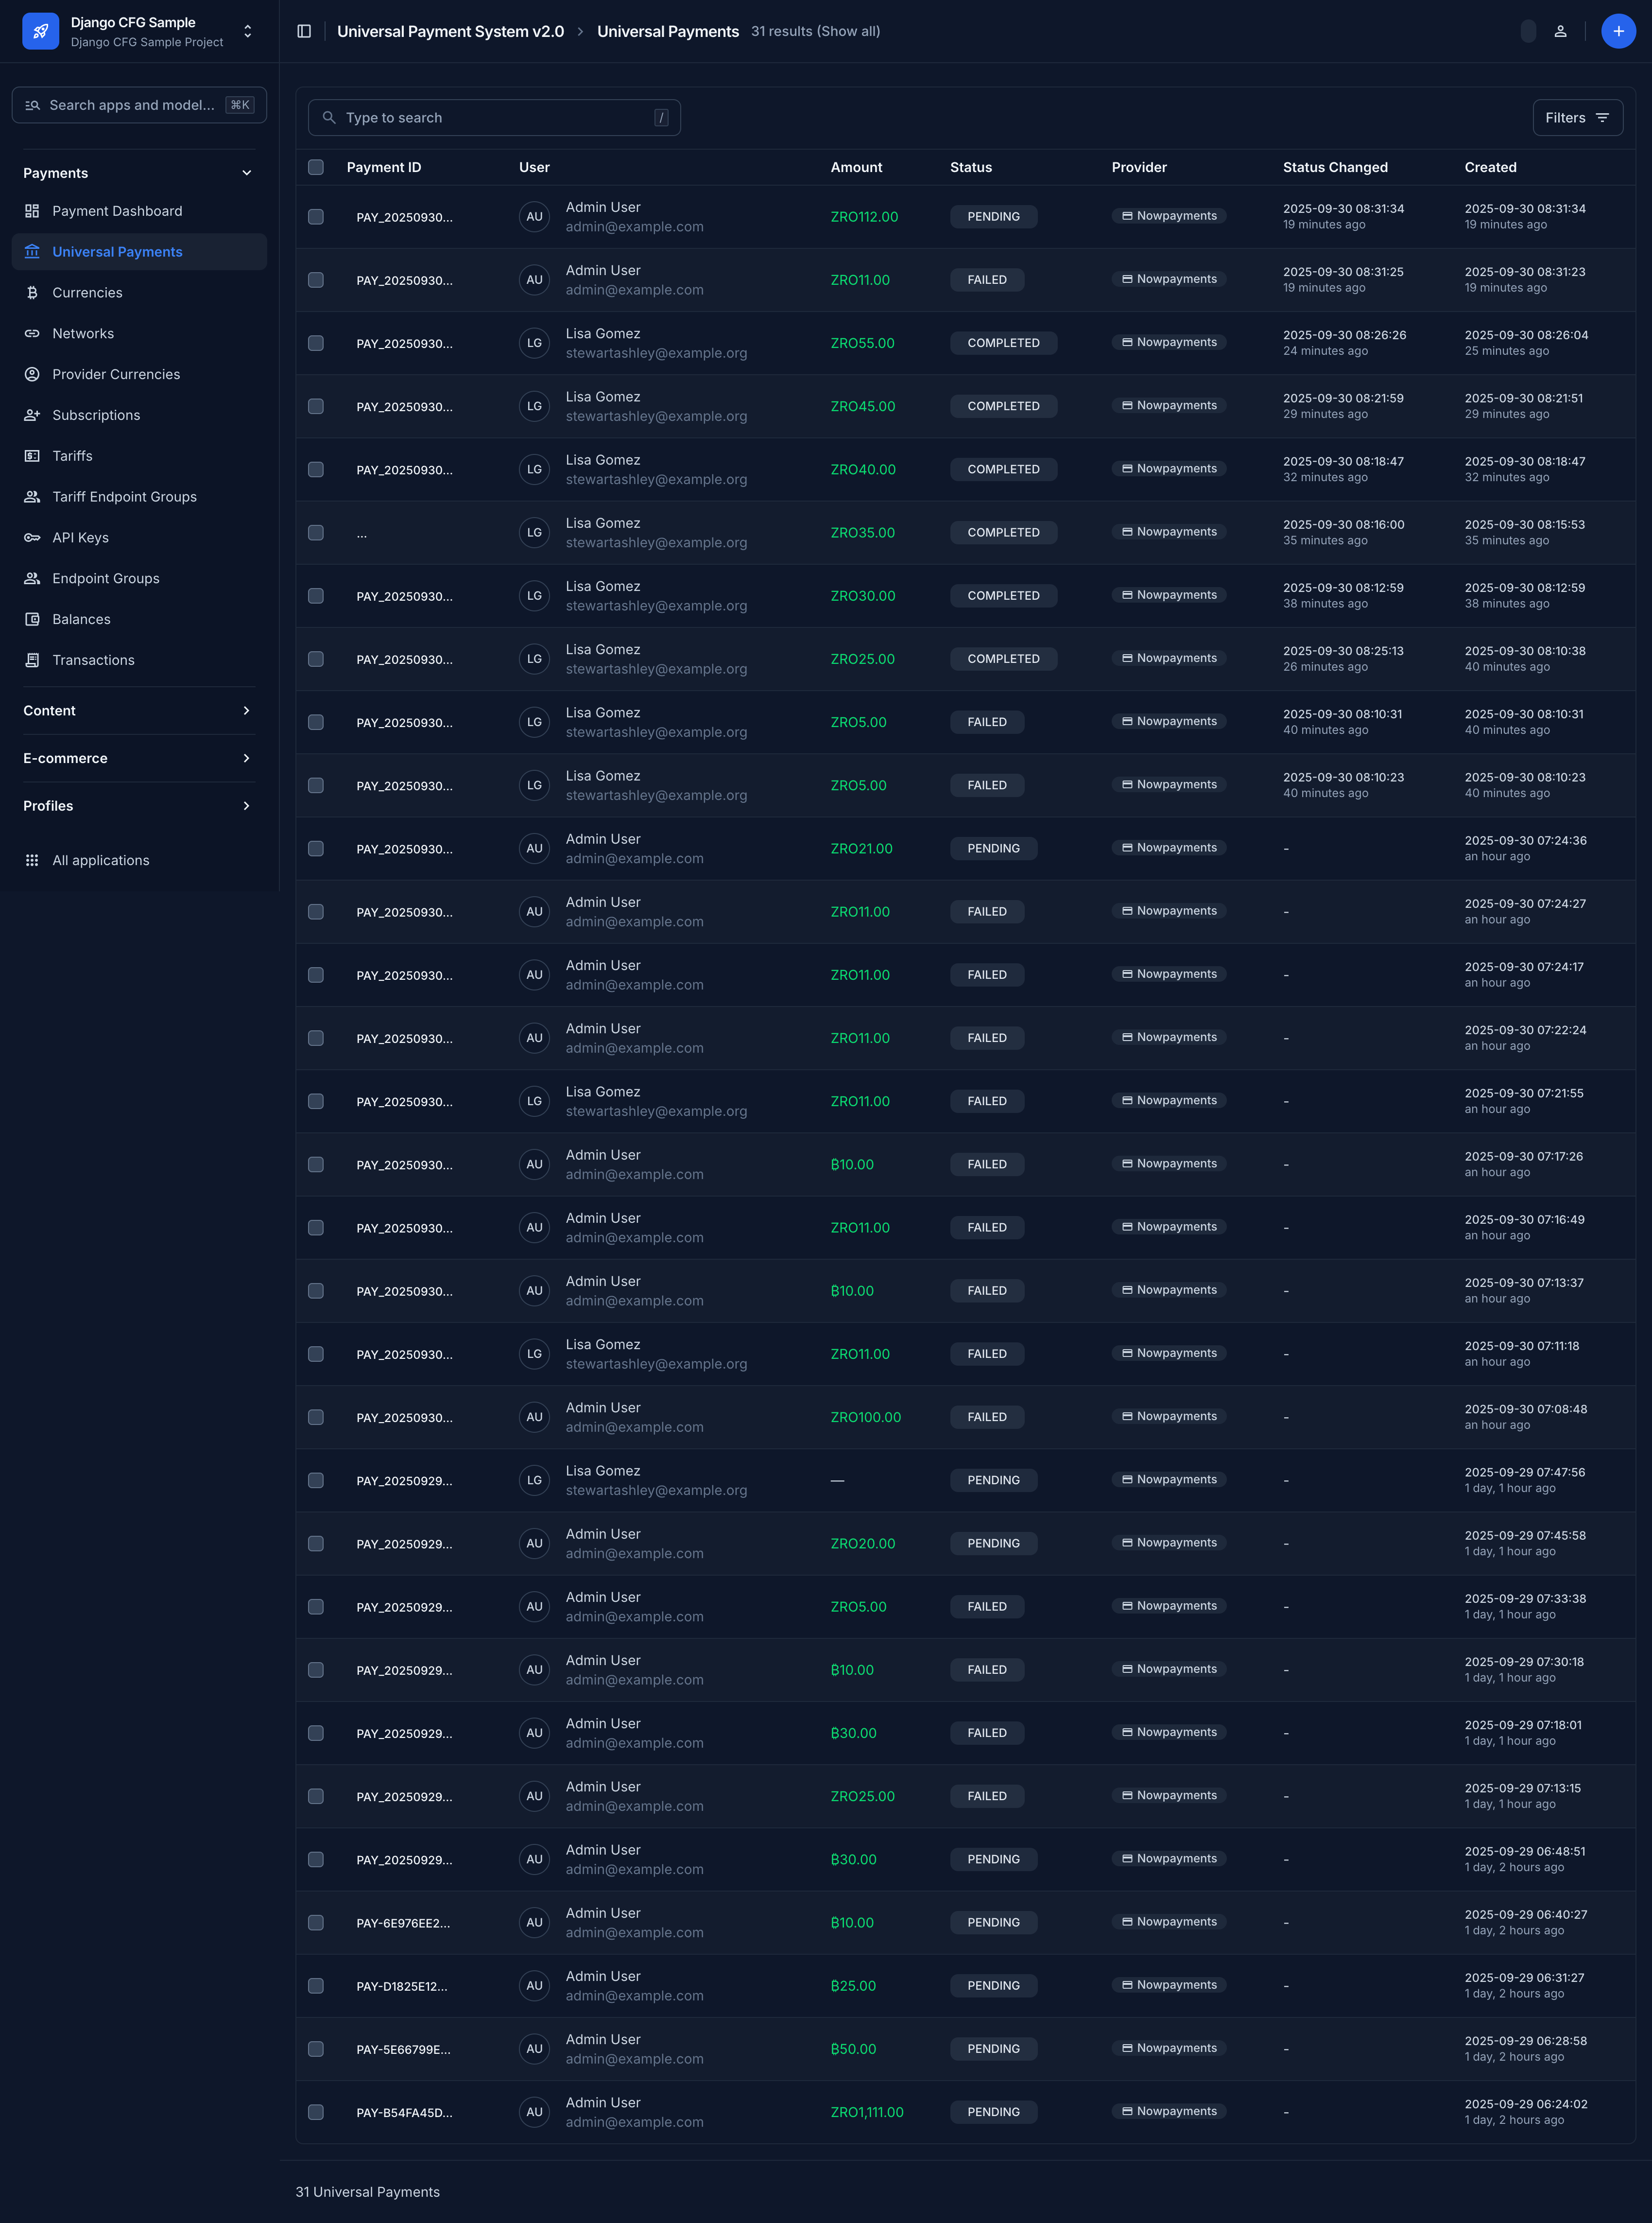 Django CFG Sample
Django CFG Sample Project
Universal Payment System v2.0 › Universal Payments 31 results (Show all)
Search apps and model... ⌘K
Payments
Payment Dashboard
Universal Payments
Currencies
Networks
Provider Currencies
Subscriptions
Tariffs
Tariff Endpoint Groups
API Keys
Endpoint Groups
Balances
Transactions
Content
E-commerce
Profiles
All applications
Type to search /
Filters
Payment ID User Amount Status Provider Status Changed Created
PAY_20250930... AU Admin User admin@example.com ZRO112.00 PENDING Nowpayments 2025-09-30 08:31:34 19 minutes ago 2025-09-30 08:31:34 19 minutes ago
PAY_20250930... AU Admin User admin@example.com ZRO11.00 FAILED Nowpayments 2025-09-30 08:31:25 19 minutes ago 2025-09-30 08:31:23 19 minutes ago
PAY_20250930... LG Lisa Gomez stewartashley@example.org ZRO55.00 COMPLETED Nowpayments 2025-09-30 08:26:26 24 minutes ago 2025-09-30 08:26:04 25 minutes ago
PAY_20250930... LG Lisa Gomez stewartashley@example.org ZRO45.00 COMPLETED Nowpayments 2025-09-30 08:21:59 29 minutes ago 2025-09-30 08:21:51 29 minutes ago
PAY_20250930... LG Lisa Gomez stewartashley@example.org ZRO40.00 COMPLETED Nowpayments 2025-09-30 08:18:47 32 minutes ago 2025-09-30 08:18:47 32 minutes ago
... LG Lisa Gomez stewartashley@example.org ZRO35.00 COMPLETED Nowpayments 2025-09-30 08:16:00 35 minutes ago 2025-09-30 08:15:53 35 minutes ago
PAY_20250930... LG Lisa Gomez stewartashley@example.org ZRO30.00 COMPLETED Nowpayments 2025-09-30 08:12:59 38 minutes ago 2025-09-30 08:12:59 38 minutes ago
PAY_20250930... LG Lisa Gomez stewartashley@example.org ZRO25.00 COMPLETED Nowpayments 2025-09-30 08:25:13 26 minutes ago 2025-09-30 08:10:38 40 minutes ago
PAY_20250930... LG Lisa Gomez stewartashley@example.org ZRO5.00 FAILED Nowpayments 2025-09-30 08:10:31 40 minutes ago 2025-09-30 08:10:31 40 minutes ago
PAY_20250930... LG Lisa Gomez stewartashley@example.org ZRO5.00 FAILED Nowpayments 2025-09-30 08:10:23 40 minutes ago 2025-09-30 08:10:23 40 minutes ago
PAY_20250930... AU Admin User admin@example.com ZRO21.00 PENDING Nowpayments - 2025-09-30 07:24:36 an hour ago
PAY_20250930... AU Admin User admin@example.com ZRO11.00 FAILED Nowpayments - 2025-09-30 07:24:27 an hour ago
PAY_20250930... AU Admin User admin@example.com ZRO11.00 FAILED Nowpayments - 2025-09-30 07:24:17 an hour ago
PAY_20250930... AU Admin User admin@example.com ZRO11.00 FAILED Nowpayments - 2025-09-30 07:22:24 an hour ago
PAY_20250930... LG Lisa Gomez stewartashley@example.org ZRO11.00 FAILED Nowpayments - 2025-09-30 07:21:55 an hour ago
PAY_20250930... AU Admin User admin@example.com ₿10.00 FAILED Nowpayments - 2025-09-30 07:17:26 an hour ago
PAY_20250930... AU Admin User admin@example.com ZRO11.00 FAILED Nowpayments - 2025-09-30 07:16:49 an hour ago
PAY_20250930... AU Admin User admin@example.com ₿10.00 FAILED Nowpayments - 2025-09-30 07:13:37 an hour ago
PAY_20250930... LG Lisa Gomez stewartashley@example.org ZRO11.00 FAILED Nowpayments - 2025-09-30 07:11:18 an hour ago
PAY_20250930... AU Admin User admin@example.com ZRO100.00 FAILED Nowpayments - 2025-09-30 07:08:48 an hour ago
PAY_20250929... LG Lisa Gomez stewartashley@example.org — PENDING Nowpayments - 2025-09-29 07:47:56 1 day, 1 hour ago
PAY_20250929... AU Admin User admin@example.com ZRO20.00 PENDING Nowpayments - 2025-09-29 07:45:58 1 day, 1 hour ago
PAY_20250929... AU Admin User admin@example.com ZRO5.00 FAILED Nowpayments - 2025-09-29 07:33:38 1 day, 1 hour ago
PAY_20250929... AU Admin User admin@example.com ₿10.00 FAILED Nowpayments - 2025-09-29 07:30:18 1 day, 1 hour ago
PAY_20250929... AU Admin User admin@example.com ₿30.00 FAILED Nowpayments - 2025-09-29 07:18:01 1 day, 1 hour ago
PAY_20250929... AU Admin User admin@example.com ZRO25.00 FAILED Nowpayments - 2025-09-29 07:13:15 1 day, 1 hour ago
PAY_20250929... AU Admin User admin@example.com ₿30.00 PENDING Nowpayments - 2025-09-29 06:48:51 1 day, 2 hours ago
PAY-6E976EE2... AU Admin User admin@example.com ₿10.00 PENDING Nowpayments - 2025-09-29 06:40:27 1 day, 2 hours ago
PAY-D1825E12... AU Admin User admin@example.com ₿25.00 PENDING Nowpayments - 2025-09-29 06:31:27 1 day, 2 hours ago
PAY-5E66799E... AU Admin User admin@example.com ₿50.00 PENDING Nowpayments - 2025-09-29 06:28:58 1 day, 2 hours ago
PAY-B54FA45D... AU Admin User admin@example.com ZRO1,111.00 PENDING Nowpayments - 2025-09-29 06:24:02 1 day, 2 hours ago
31 Universal Payments